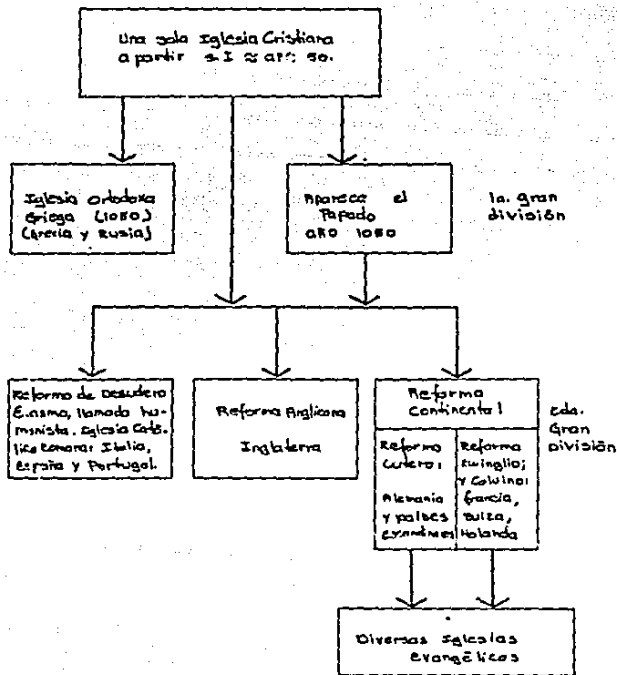 Una sola Iglesia Cristiana
a partir s. I ≈ año 50.
Iglesia Ortodoxa
Griega (1050)
(Grecia y Rusia)
Aparece el
Papado
año 1050
1a. gran
división
Reforma de Desiderio
Erasmo, llamado hu-
manista. Iglesia Cató-
lica Romana: Italia,
España y Portugal.
Reforma Anglicana
Inglaterra
Reforma
Continental
2da.
Gran
División
Reforma
Lutero:
Alemania
y países
Reforma
Zwinglio;
y Calvino:
Francia,
Suiza,
Holanda
Diversas Iglesias
Evangélicas